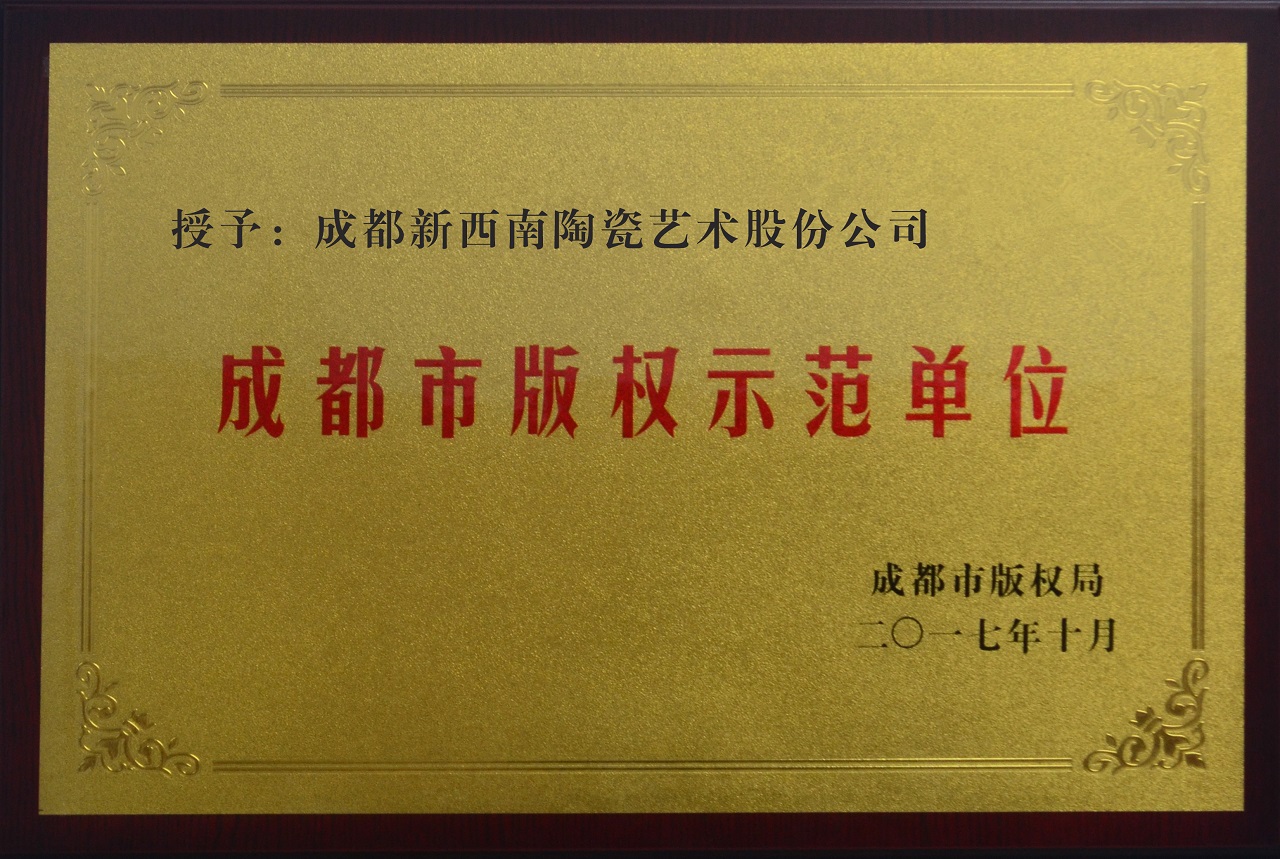 授予：成都新西南陶瓷艺术股份公司
成都市版权示范单位
成都市版权局
二〇一七年十月